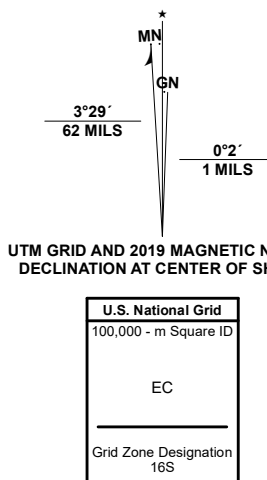 ★
MN
GN
3°29´
62 MILS
0°2´
1 MILS
UTM GRID AND 2019 MAGNETIC
DECLINATION AT CENTER OF
U.S. National Grid
100,000 - m Square ID
EC
Grid Zone Designation
16S